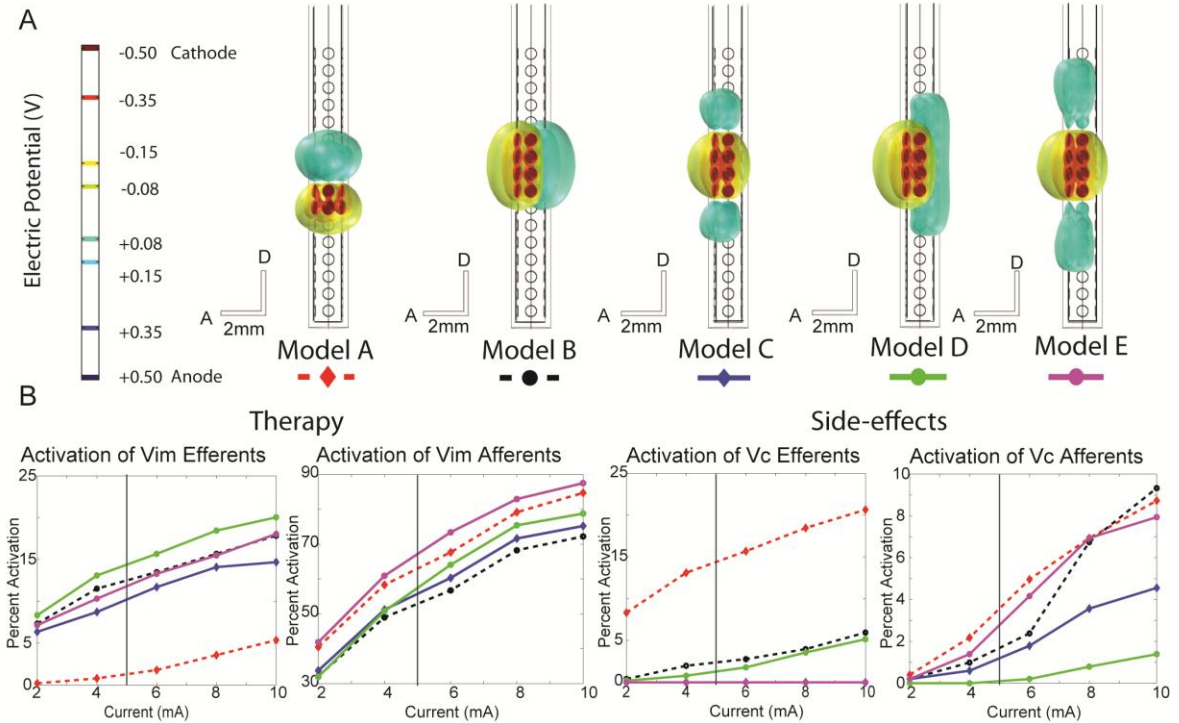 A
Electric Potential (V)
-0.50 Cathode
-0.35
-0.15
-0.08
+0.08
+0.15
+0.35
+0.50 Anode
D
A
2mm
D
A
2mm
D
A
2mm
D
A
2mm
D
A
2mm
Model A
Model B
Model C
Model D
Model E
B
Therapy
Side-effects
Activation of Vim Efferents
Percent Activation
25
15
5
0
2 4 6 8 10
Current (mA)
Activation of Vim Afferents
Percent Activation
90
70
50
30
2 4 6 8 10
Current (mA)
Activation of Vc Efferents
Percent Activation
25
15
5
0
2 4 6 8 10
Current (mA)
Activation of Vc Afferents
Percent Activation
10
8
6
4
2
0
2 4 6 8 10
Current (mA)